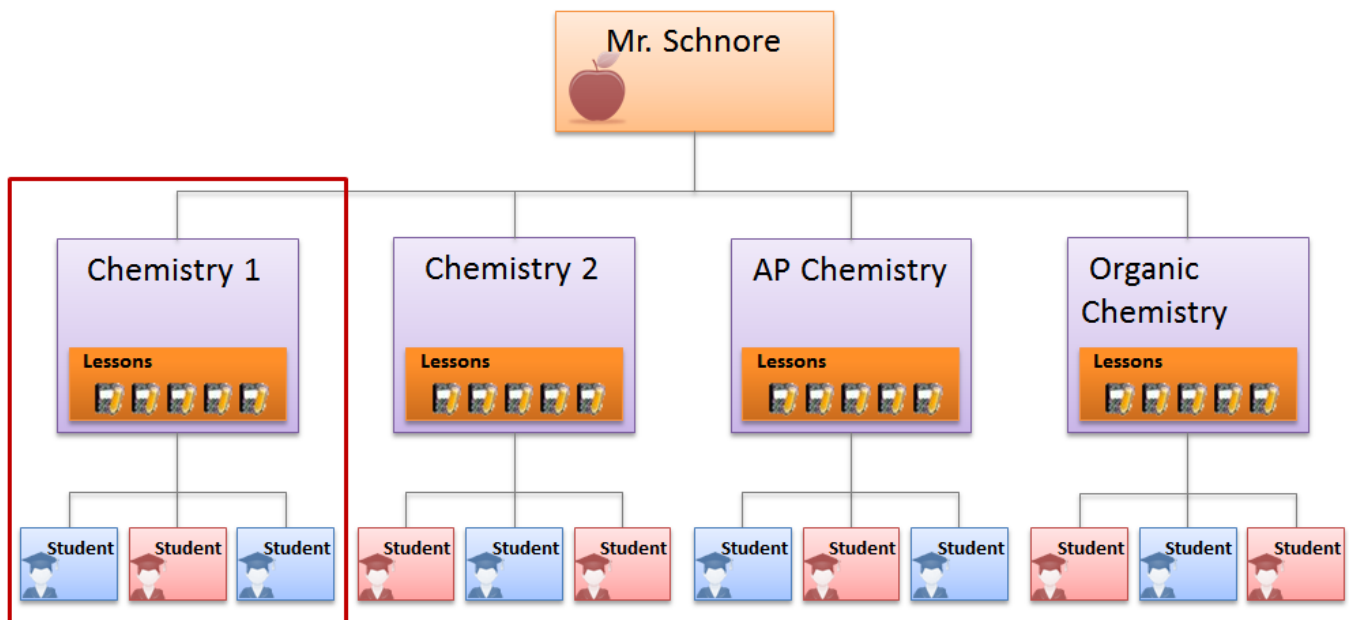 Mr. Schnore
Chemistry 1
Lessons
Chemistry 2
Lessons
AP Chemistry
Lessons
Organic
Chemistry
Lessons
Student
Student
Student
Student
Student
Student
Student
Student
Student
Student
Student
Student